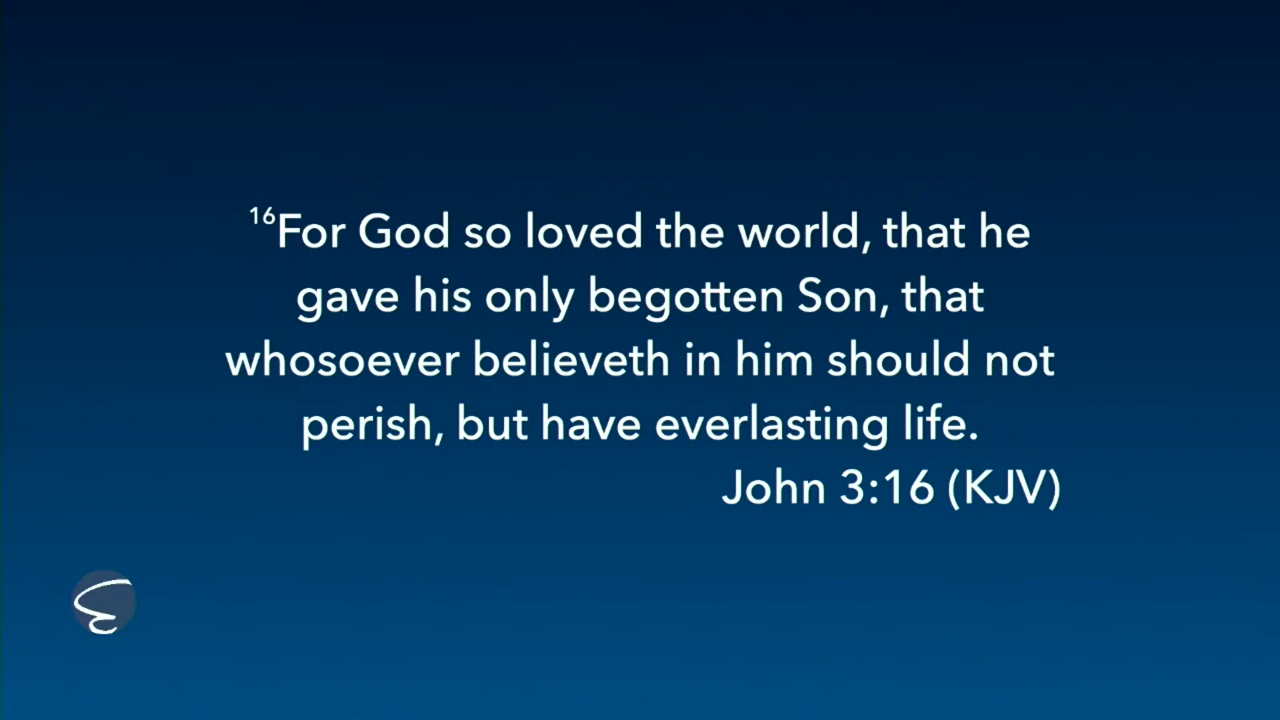 ¹⁶For God so loved the world, that he
gave his only begotten Son, that
whosoever believeth in him should not
perish, but have everlasting life.
John 3:16 (KJV)